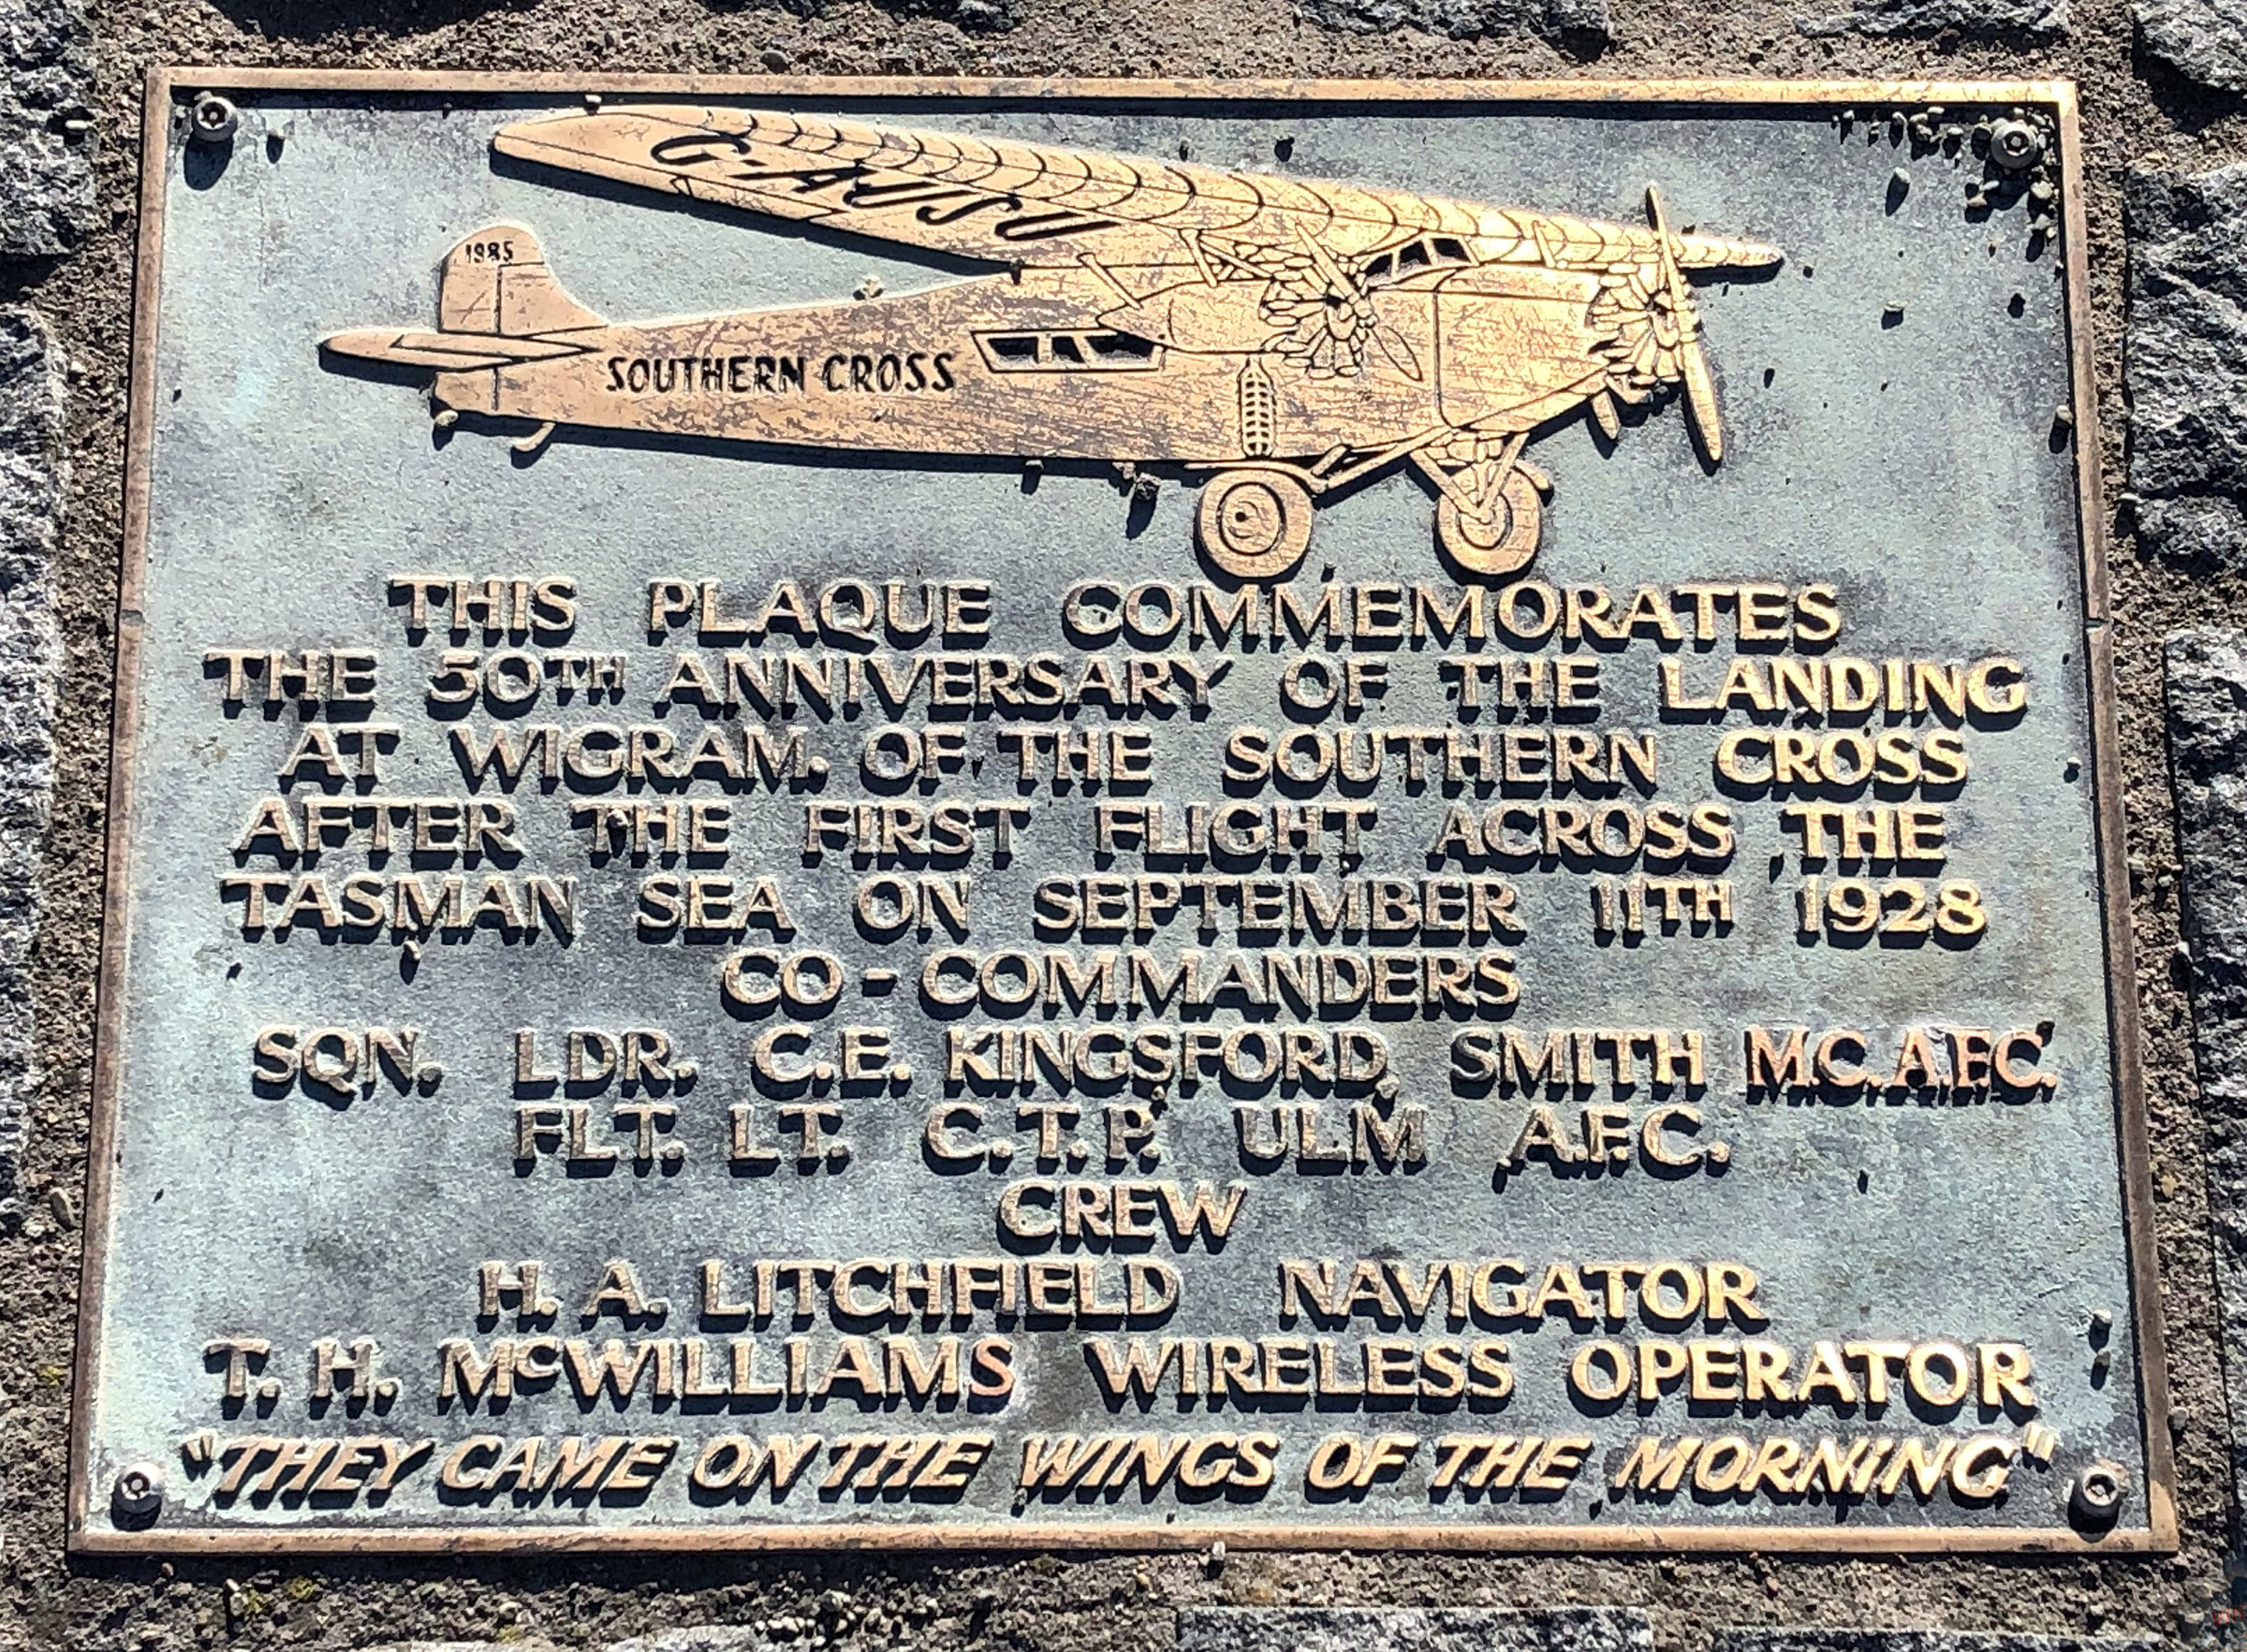 G-AUSU
1985
SOUTHERN CROSS
THIS PLAQUE COMMEMORATES
THE 50TH ANNIVERSARY OF THE LANDING
AT WIGRAM. OF THE SOUTHERN CROSS
AFTER THE FIRST FLIGHT ACROSS THE
TASMAN SEA ON SEPTEMBER 11TH 1928
CO-COMMANDERS
SQN. LDR. C.E. KINGSFORD, SMITH M.C. A.F.C.
FLT. LT. C.T.P. ULM A.F.C.
CREW
H. A. LITCHFIELD NAVIGATOR
T. H. McWILLIAMS WIRELESS OPERATOR
"THEY CAME ON THE WINGS OF THE MORNING"